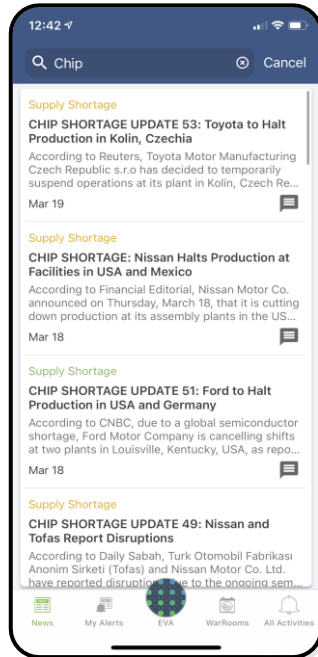 12:42
Chip
Cancel
Supply Shortage
CHIP SHORTAGE UPDATE 53: Toyota to Halt
Production in Kolin, Czechia
According to Reuters, Toyota Motor Manufacturing
Czech Republic s.r.o has decided to temporarily
suspend operations at its plant in Kolin, Czech Re...
Mar 19
Supply Shortage
CHIP SHORTAGE: Nissan Halts Production at
Facilities in USA and Mexico
According to Financial Editorial, Nissan Motor Co.
announced on Thursday, March 18, that it is cutting
down production at its assembly plants in the US...
Mar 18
Supply Shortage
CHIP SHORTAGE UPDATE 51: Ford to Halt
Production in USA and Germany
According to CNBC, due to a global semiconductor
shortage, Ford Motor Company is cancelling shifts
at two plants in Louisville, Kentucky, USA, as repo...
Mar 18
Supply Shortage
CHIP SHORTAGE UPDATE 49: Nissan and
Tofas Report Disruptions
According to Daily Sabah, Turk Otomobil Fabrikası
Anonim Sirketi (Tofas) and Nissan Motor Co. Ltd.
have reported to the ongoing sem...
News
My Alerts
EVA
WarRooms
All Activities